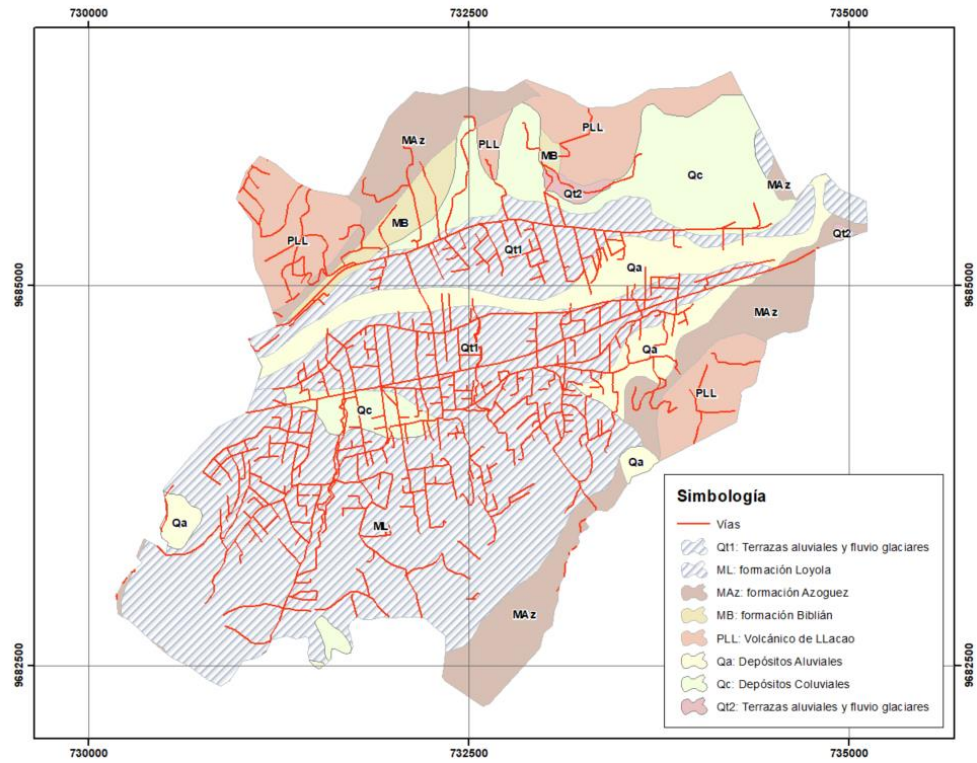 730000 732500 735000
PLL
MAz
PLL
MB
Qc
MAz
Qt2
MB
Qt2
PLL
Qt1
Qa
9685000 9685000
MAz
Qt1
Qa
PLL
Qc
Qa
Qa
ML
MAz
Simbología
Vías
Qt1: Terrazas aluviales y fluvio glaciares
ML: formación Loyola
MAz: formación Azoguez
MB: formación Biblián
PLL: Volcánico de LLacao
Qa: Depósitos Aluviales
Qc: Depósitos Coluviales
Qt2: Terrazas aluviales y fluvio glaciares
9682500 9682500
730000 732500 735000